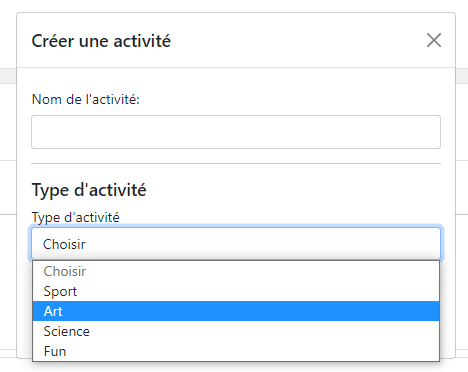 Créer une activité
Nom de l'activité:
Type d'activité
Type d'activité
Choisir
Choisir
Sport
Art
Science
Fun